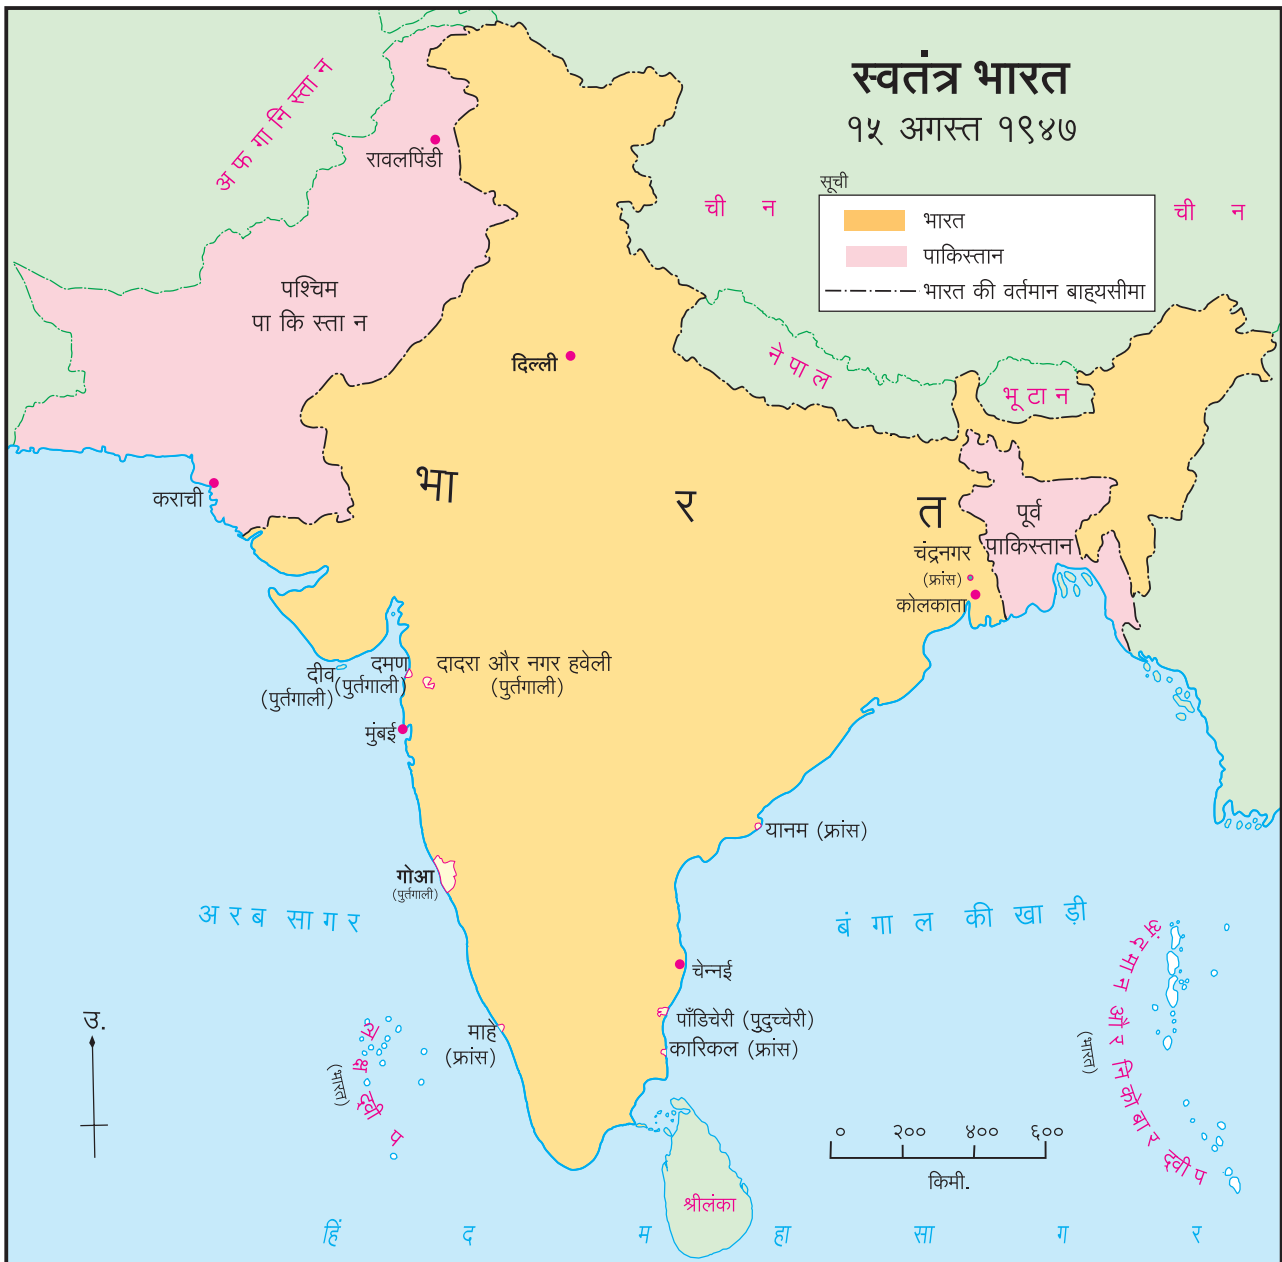 स्वतंत्र भारत
१५ अगस्त १९४७
सूची
भारत
पाकिस्तान
भारत की वर्तमान बाह्यसीमा
अफगानिस्तान
रावलपिंडी
चीन
चीन
पश्चिम
पाकिस्तान
दिल्ली
नेपाल
भूटान
कराची
भारत
पूर्व
पाकिस्तान
चंद्रनगर
(फ्रांस)
कोलकाता
दीव
(पुर्तगाली)
दमण
(पुर्तगाली)
दादरा और नगर हवेली
(पुर्तगाली)
मुंबई
यानम (फ्रांस)
गोआ
(पुर्तगाली)
अरब सागर
बंगाल की खाड़ी
चेन्नई
पाँडिचेरी (पुदुच्चेरी)
कारिकल (फ्रांस)
माहे
(फ्रांस)
उ.
लक्षद्वीप
(भारत)
अंदमान और निकोबार द्वीप
(भारत)
० २०० ४०० ६००
किमी.
श्रीलंका
हिंद महासागर